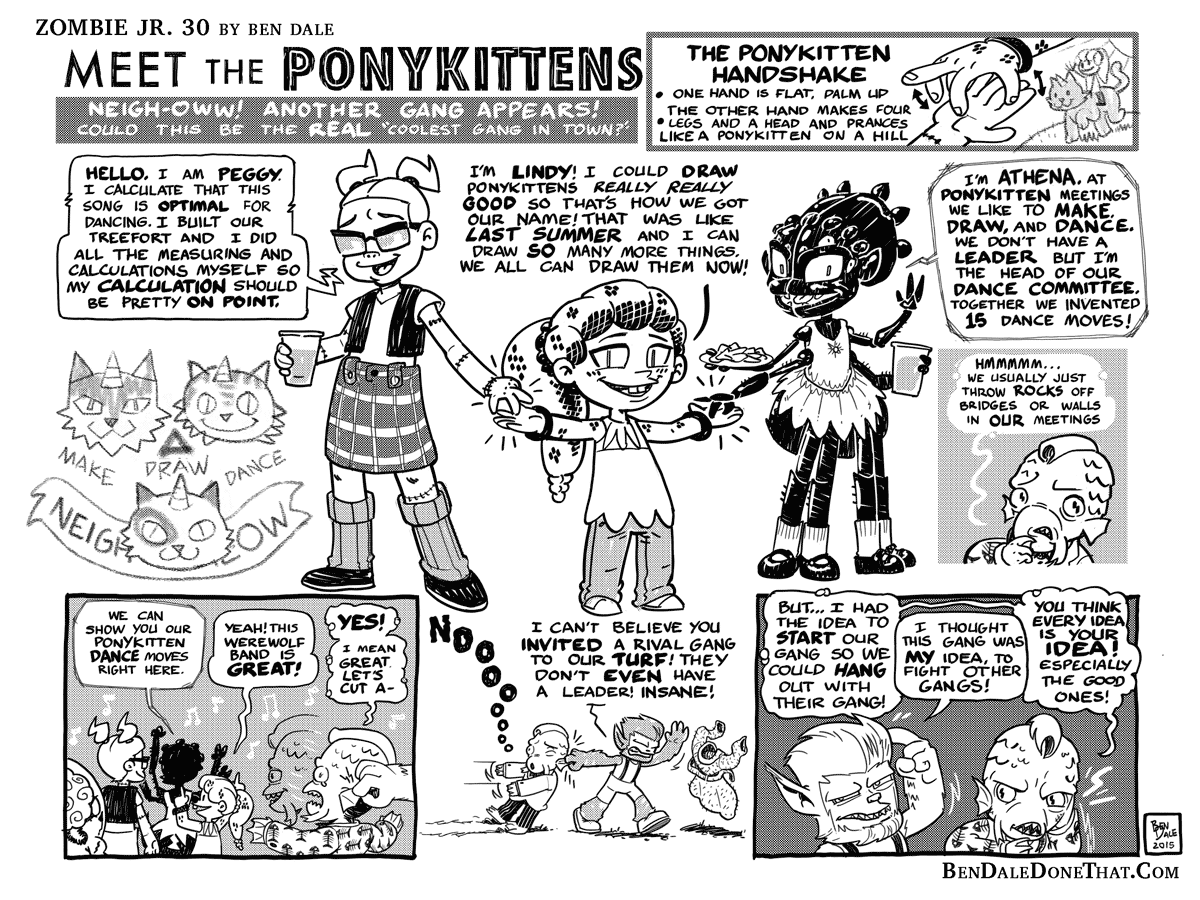 ZOMBIE JR. 30 BY BEN DALE
MEET THE PONYKITTENS
NEIGH-OWW! ANOTHER GANG APPEARS!
COULD THIS BE THE REAL "COOLEST GANG IN TOWN?"
THE PONYKITTEN
HANDSHAKE
• ONE HAND IS FLAT, PALM UP
THE OTHER HAND MAKES FOUR
• LEGS AND A HEAD AND PRANCES
LIKE A PONYKITTEN ON A HILL
HELLO. I AM PEGGY.
I CALCULATE THAT THIS
SONG IS OPTIMAL FOR
DANCING. I BUILT OUR
TREEFORT AND I DID
ALL THE MEASURING AND
CALCULATIONS MYSELF SO
MY CALCULATION SHOULD
BE PRETTY ON POINT.
I'M LINDY! I COULD DRAW
PONYKITTENS REALLY REALLY
GOOD SO THAT'S HOW WE GOT
OUR NAME! THAT WAS LIKE
LAST SUMMER AND I CAN
DRAW SO MANY MORE THINGS.
WE ALL CAN DRAW THEM NOW!
I'M ATHENA. AT
PONYKITTEN MEETINGS
WE LIKE TO MAKE,
DRAW, AND DANCE.
WE DON'T HAVE A
LEADER BUT I'M
THE HEAD OF OUR
DANCE COMMITTEE.
TOGETHER WE INVENTED
15 DANCE MOVES!
MAKE DRAW DANCE
NEIGH OW
HMMMMM...
WE USUALLY JUST
THROW ROCKS OFF
BRIDGES OR WALLS
IN OUR MEETINGS
WE CAN
SHOW YOU OUR
PONYKITTEN
DANCE MOVES
RIGHT HERE.
YEAH! THIS
WEREWOLF
BAND IS
GREAT!
YES!
I MEAN
GREAT.
LET'S
CUT A-
NOOOOOOOO
I CAN'T BELIEVE YOU
INVITED A RIVAL GANG
TO OUR TURF! THEY
DON'T EVEN HAVE
A LEADER! INSANE!
BUT... I HAD
THE IDEA TO
START OUR
GANG SO WE
COULD HANG
OUT WITH
THEIR GANG!
I THOUGHT
THIS GANG WAS
MY IDEA, TO
FIGHT OTHER
GANGS!
YOU THINK
EVERY IDEA
IS YOUR
IDEA!
ESPECIALLY
THE GOOD
ONES!
BEN
DALE
2015
BENDALEDONETHAT.COM